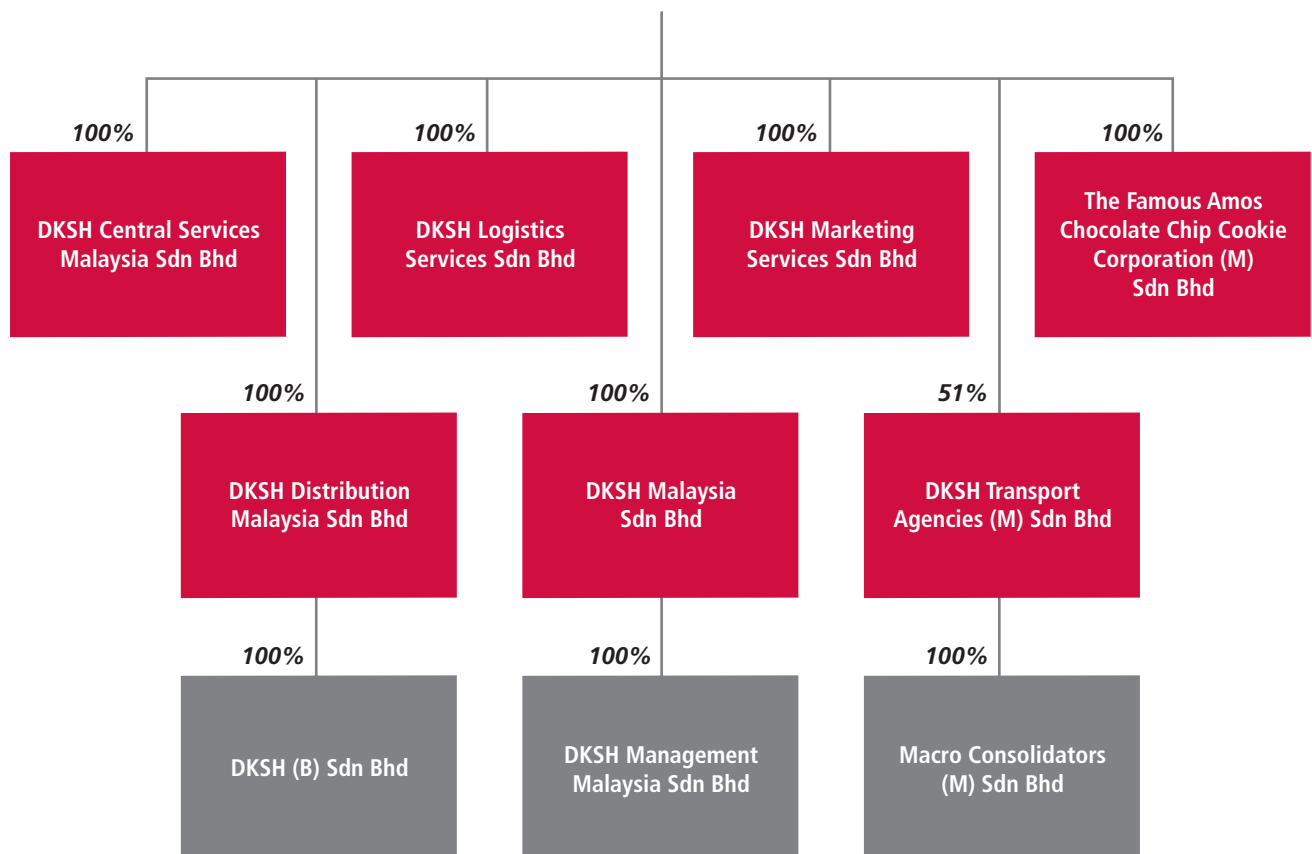 100%
100%
100%
100%
DKSH Central Services
Malaysia Sdn Bhd
DKSH Logistics
Services Sdn Bhd
DKSH Marketing
Services Sdn Bhd
The Famous Amos
Chocolate Chip Cookie
Corporation (M)
Sdn Bhd
100%
100%
51%
DKSH Distribution
Malaysia Sdn Bhd
DKSH Malaysia
Sdn Bhd
DKSH Transport
Agencies (M) Sdn Bhd
100%
100%
100%
DKSH (B) Sdn Bhd
DKSH Management
Malaysia Sdn Bhd
Macro Consolidators
(M) Sdn Bhd